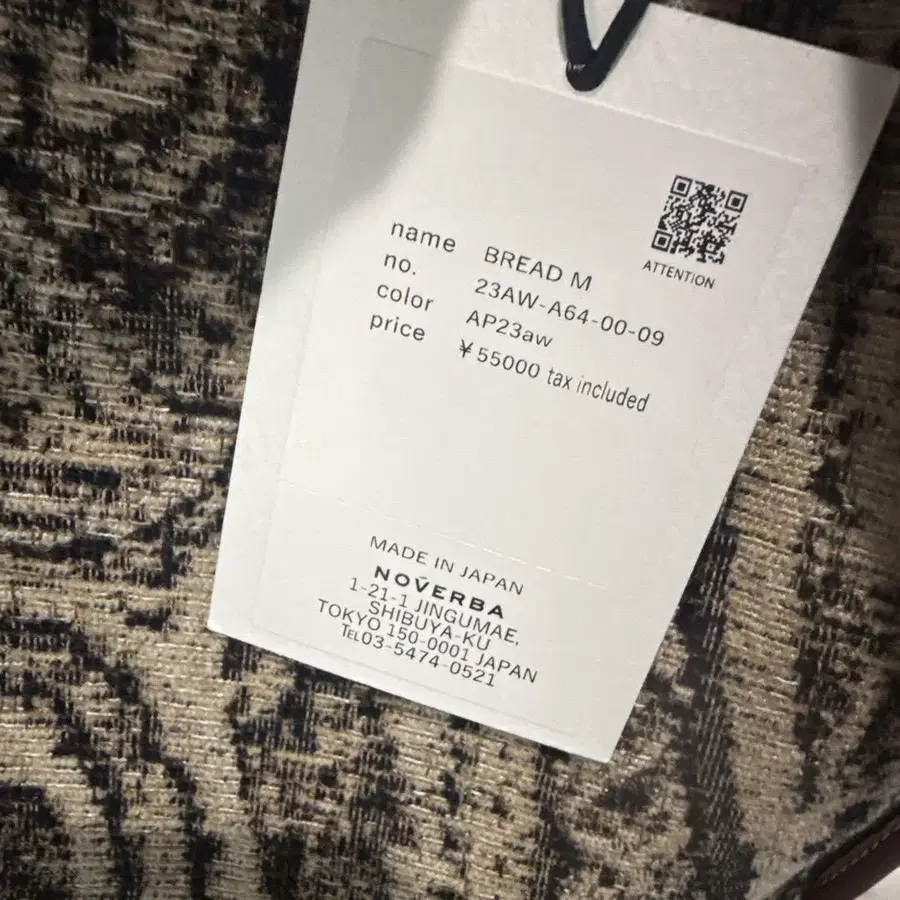 ATTENTION
name BREAD M
no. 23AW-A64-00-09
color AP23aw
price ¥55000 tax included
MADE IN JAPAN
NOVERBA
1-21-1 JINGUMAE,
SHIBUYA-KU
TOKYO 150-0001 JAPAN
TEL03-5474-0521